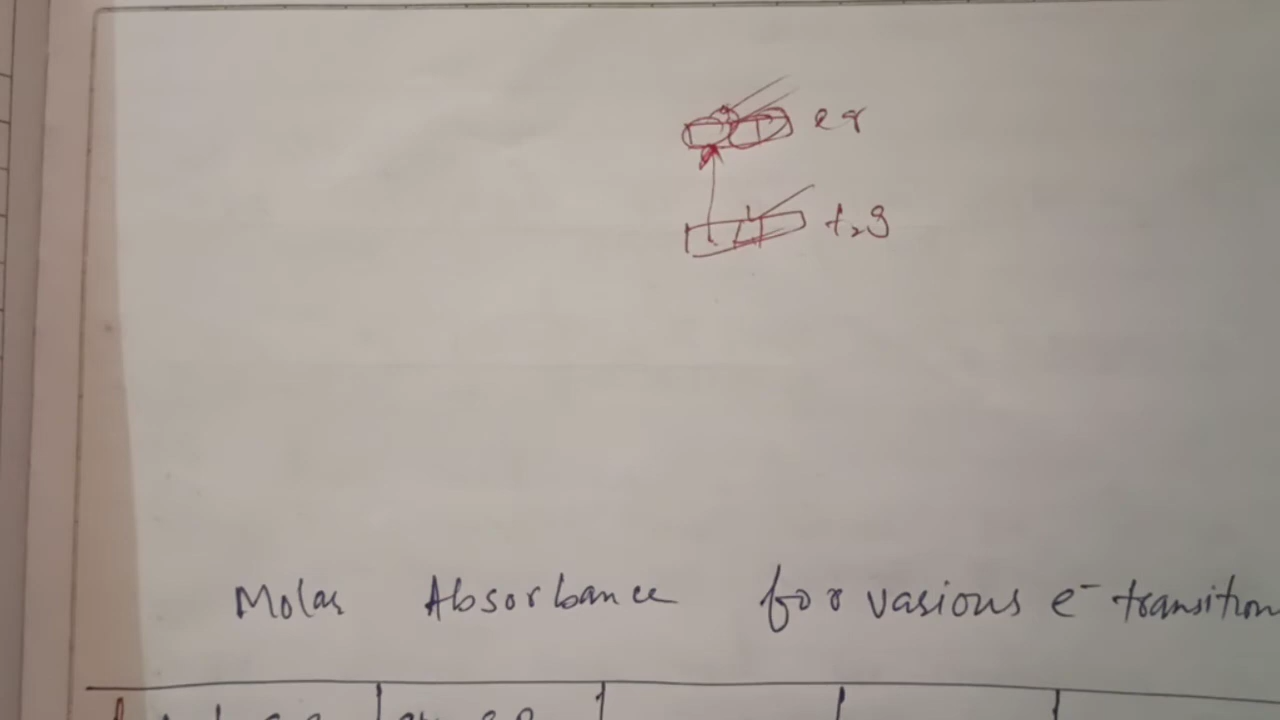 eg
t₂g
Molar Absorbance for various e⁻ transition